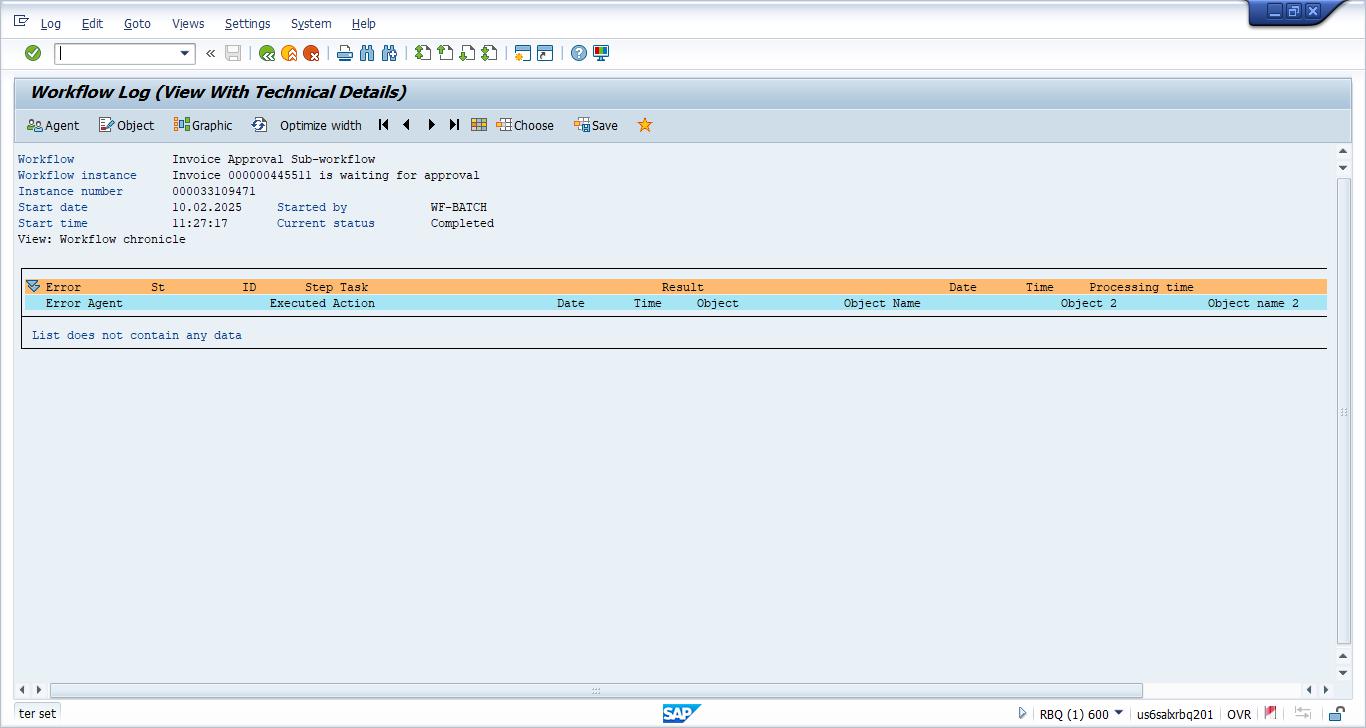 Log Edit Goto Views Settings System Help
Workflow Log (View With Technical Details)
Agent Object Graphic Optimize width Choose Save
Workflow Invoice Approval Sub-workflow
Workflow instance Invoice 000000445511 is waiting for approval
Instance number 000033109471
Start date 10.02.2025 Started by WF-BATCH
Start time 11:27:17 Current status Completed
View: Workflow chronicle
Error St ID Step Task Result Date Time Processing time
Error Agent Executed Action Date Time Object Object Name Object 2 Object name 2
List does not contain any data
ter set SAP RBQ (1) 600 us6salxrbq201 OVR